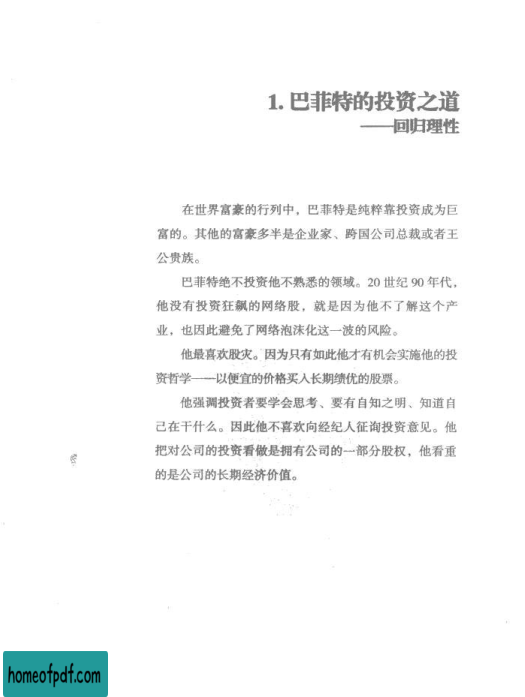 1. 巴菲特的投资之道
——回归理性
在世界富豪的行列中，巴菲特是纯粹靠投资成为巨
富的。其他的富豪多半是企业家、跨国公司总裁或者王
公贵族。
巴菲特绝不投资他不熟悉的领域。20 世纪 90 年代，
他没有投资狂飙的网络股，就是因为他不了解这个产
业，也因此避免了网络泡沫化这一波的风险。
他最喜欢股灾。因为只有如此他才有机会实施他的投
资哲学——以便宜的价格买入长期绩优的股票。
他强调投资者要学会思考、要有自知之明、知道自
己在干什么。因此他不喜欢向经纪人征询投资意见。他
把对公司的投资看做是拥有公司的一部分股权，他看重
的是公司的长期经济价值。
homeofpdf.com